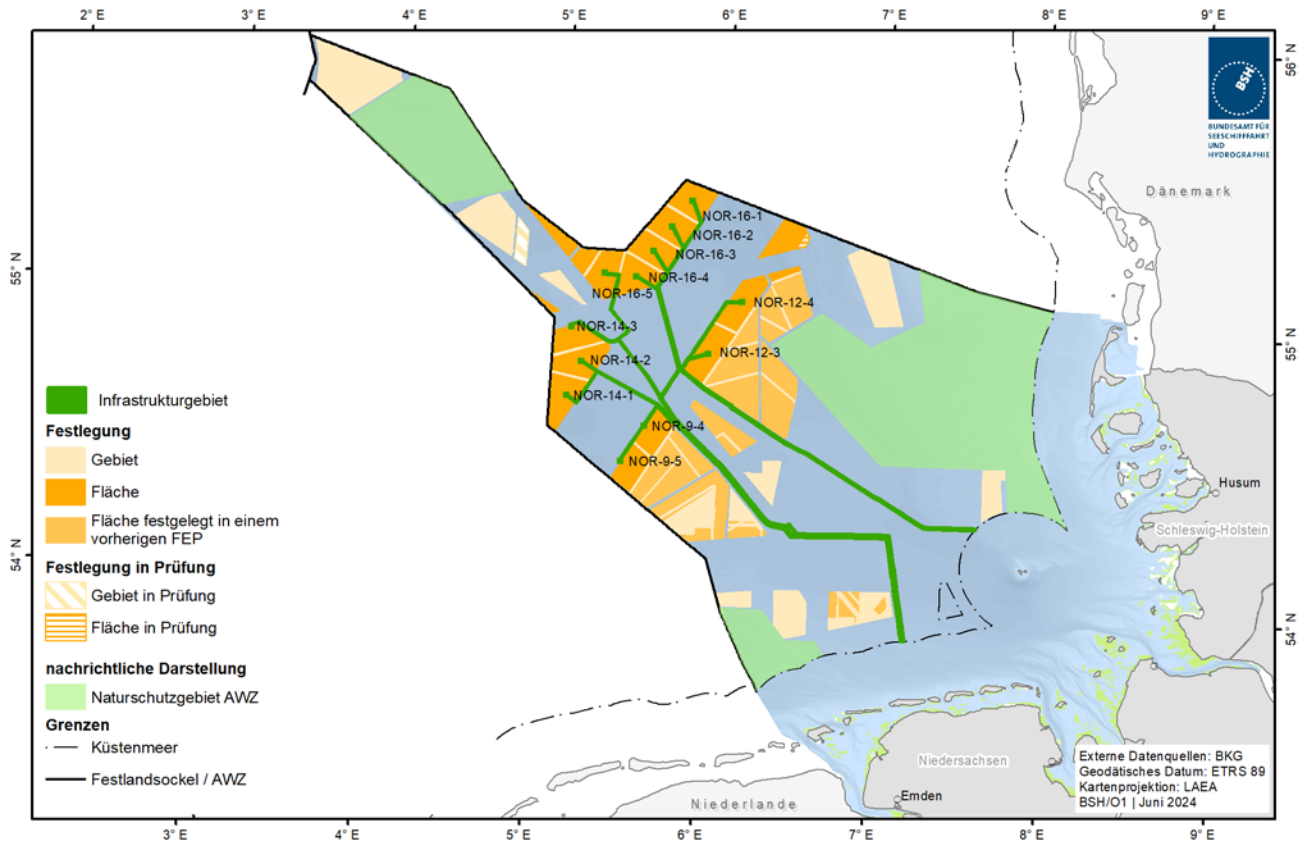 2° E 3° E 4° E 5° E 6° E 7° E 8° E 9° E
56° N
BSH
BUNDESAMT FÜR
SEESCHIFFFAHRT
UND
HYDROGRAPHIE
Dänemark
NOR-16-1
NOR-16-2
NOR-16-3
55° N
NOR-16-4
NOR-16-5
NOR-12-4
NOR-14-3
55° N
NOR-12-3
NOR-14-2
NOR-14-1
Infrastrukturgebiet
NOR-9-4
Festlegung
Gebiet
NOR-9-5
Husum
Fläche
Fläche festgelegt in einem
vorherigen FEP
Schleswig-Holstein
54° N
Festlegung in Prüfung
Gebiet in Prüfung
Fläche in Prüfung
54° N
nachrichtliche Darstellung
Naturschutzgebiet AWZ
Grenzen
Küstenmeer
Festlandsockel / AWZ
Niedersachsen
Externe Datenquellen: BKG
Geodätisches Datum: ETRS 89
Kartenprojektion: LAEA
BSH/O1 | Juni 2024
Emden
Niederlande
3° E 4° E 5° E 6° E 7° E 8° E 9° E